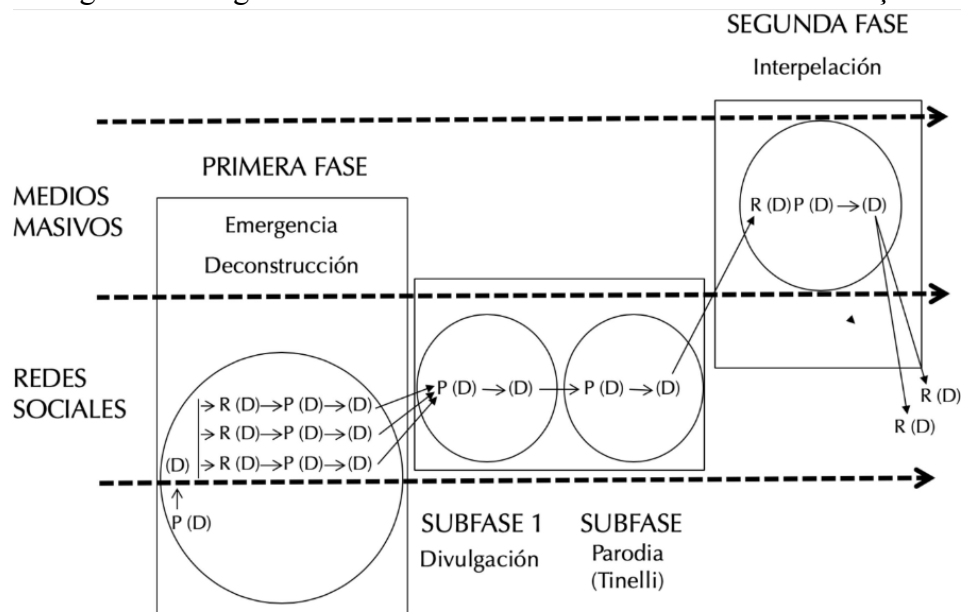 SEGUNDA FASE
Interpelación
PRIMERA FASE
MEDIOS
MASIVOS
Emergencia
Deconstrucción
R (D) P (D) → (D)
REDES
SOCIALES
→ R (D) → P (D) → (D)
→ R (D) → P (D) → (D)
→ R (D) → P (D) → (D)
(D)
P (D)
P (D) → (D) → P (D) → (D)
R (D)
R (D)
SUBFASE 1
Divulgación
SUBFASE
Parodia
(Tinelli)